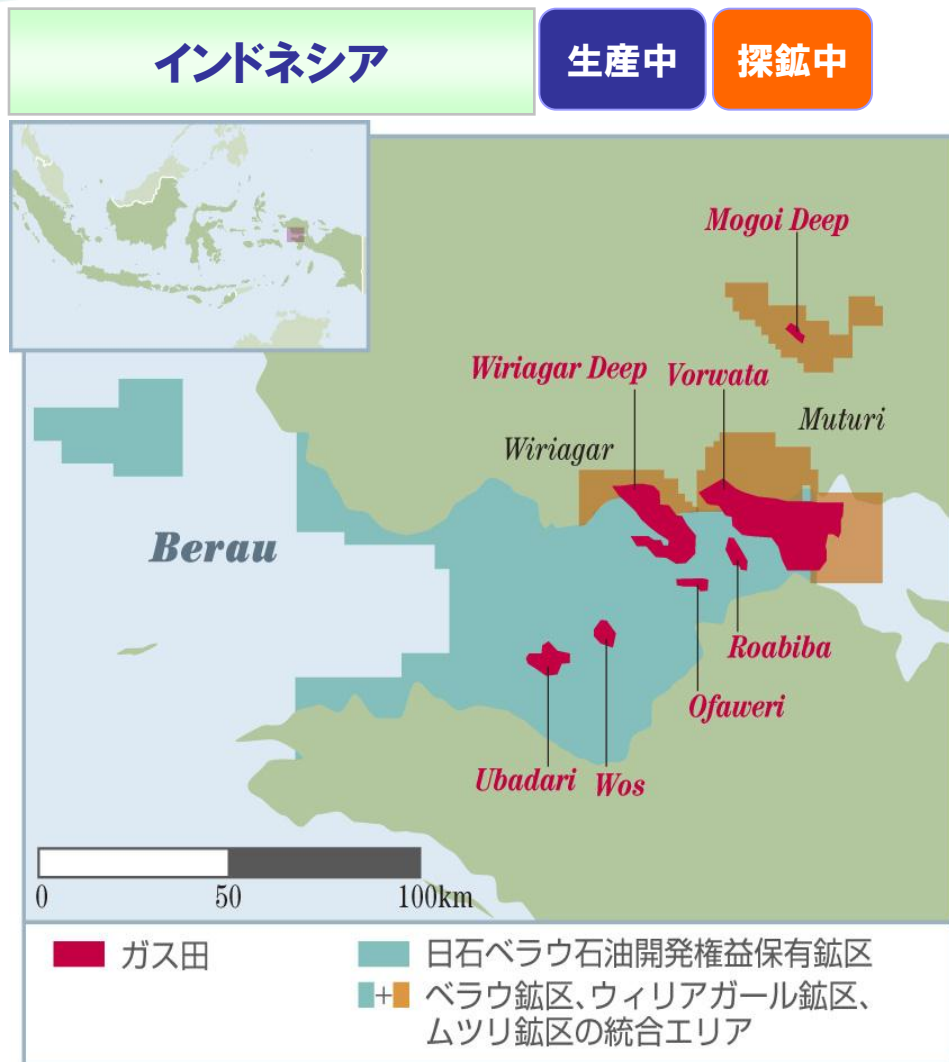 インドネシア
生産中
探鉱中
Mogoi Deep
Wiriagar Deep
Vorwata
Muturi
Wiriagar
Berau
Roabiba
Ofaweri
Ubadari
Wos
0
50
100km
ガス田
日石ベラウ石油開発権益保有鉱区
+
ベラウ鉱区、ウィリアガール鉱区、
ムツリ鉱区の統合エリア